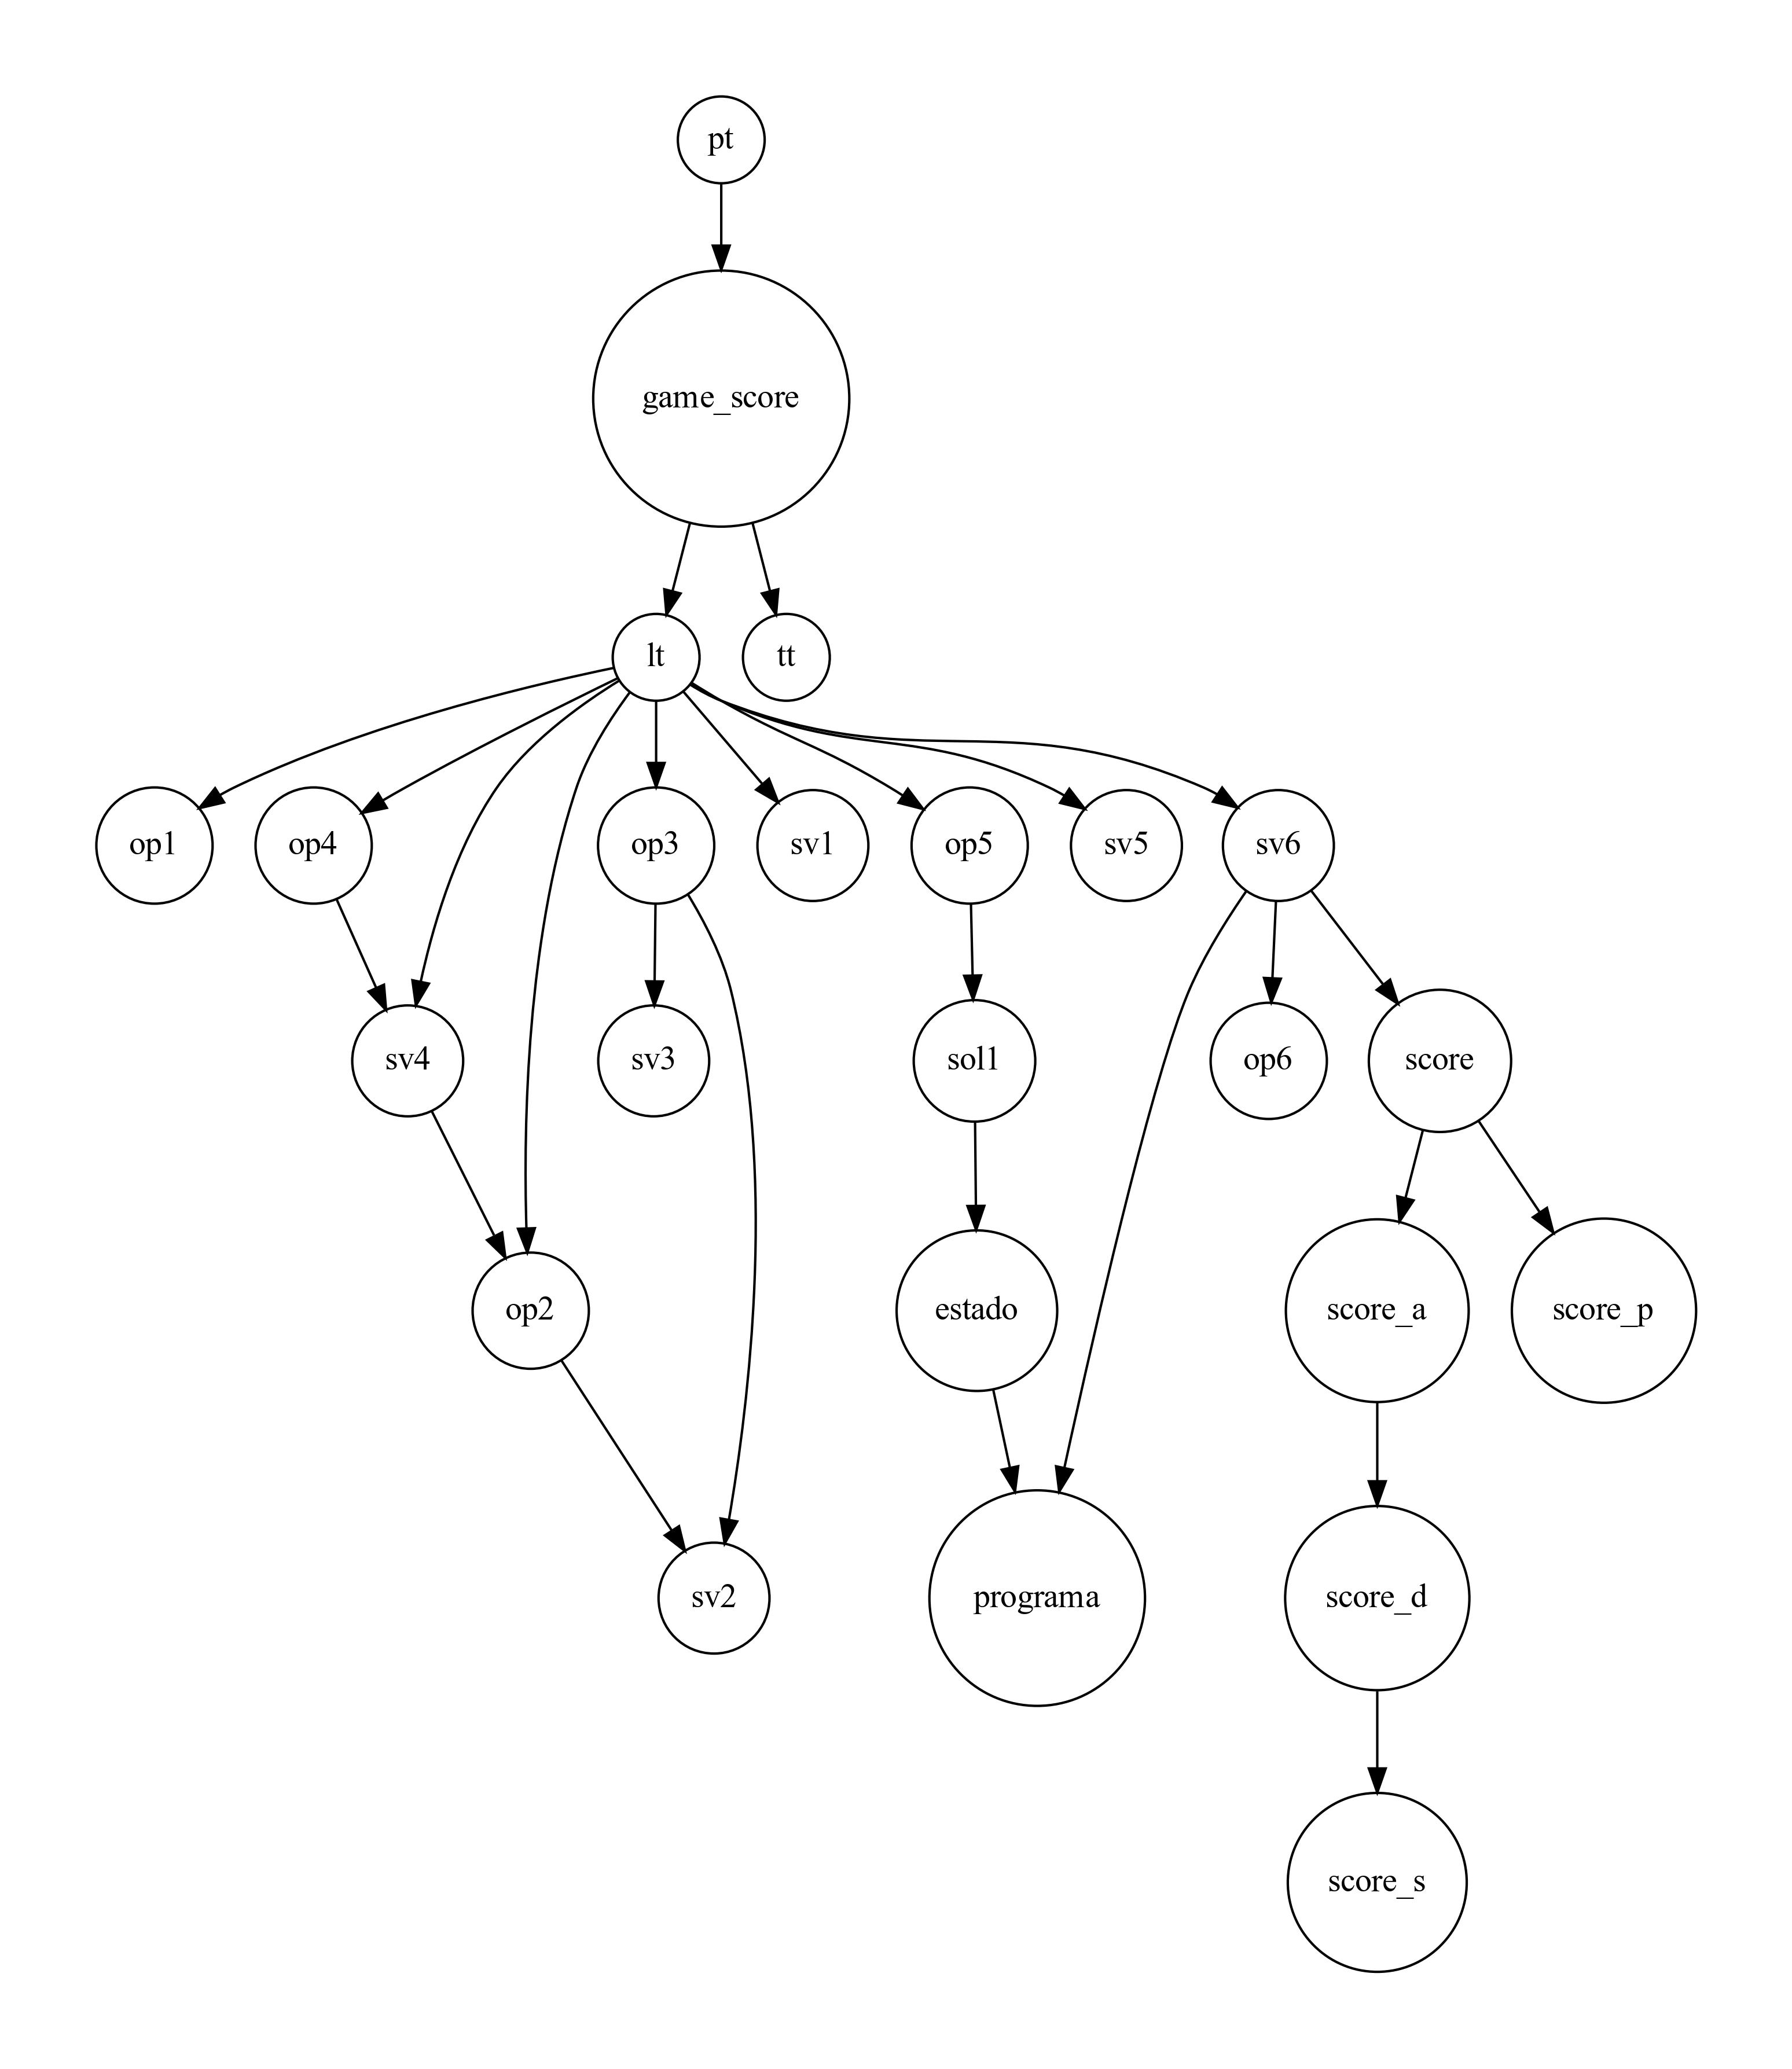 pt
game_score
lt
tt
op1
op4
op3
sv1
op5
sv5
sv6
sv4
sv3
sol1
op6
score
op2
estado
score_a
score_p
sv2
programa
score_d
score_s